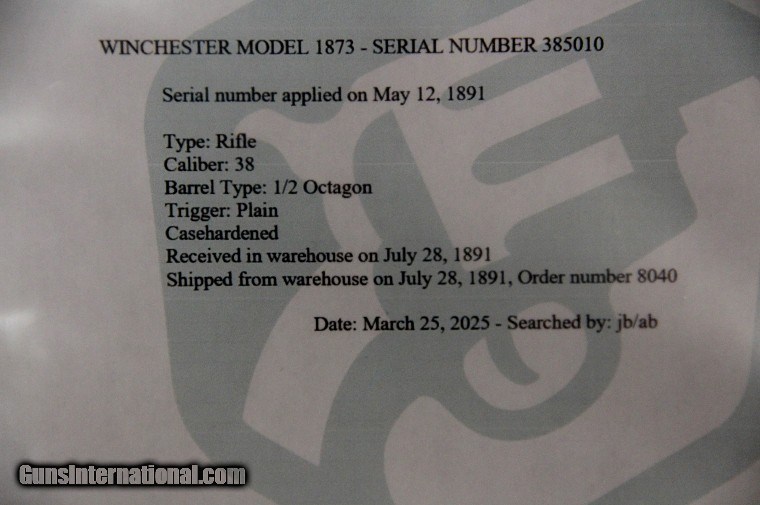 WINCHESTER MODEL 1873 - SERIAL NUMBER 385010
Serial number applied on May 12, 1891
Type: Rifle
Caliber: 38
Barrel Type: 1/2 Octagon
Trigger: Plain
Casehardened
Received in warehouse on July 28, 1891
Shipped from warehouse on July 28, 1891, Order number 8040
Date: March 25, 2025 - Searched by: jb/ab
GunsInternational.com